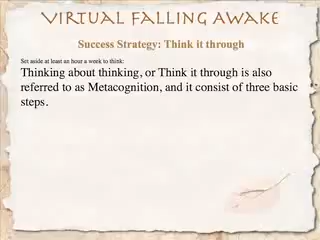 Virtual Falling Awake
Success Strategy: Think it through
Set aside at least an hour a week to think:
Thinking about thinking, or Think it through is also
referred to as Metacognition, and it consist of three basic
steps.